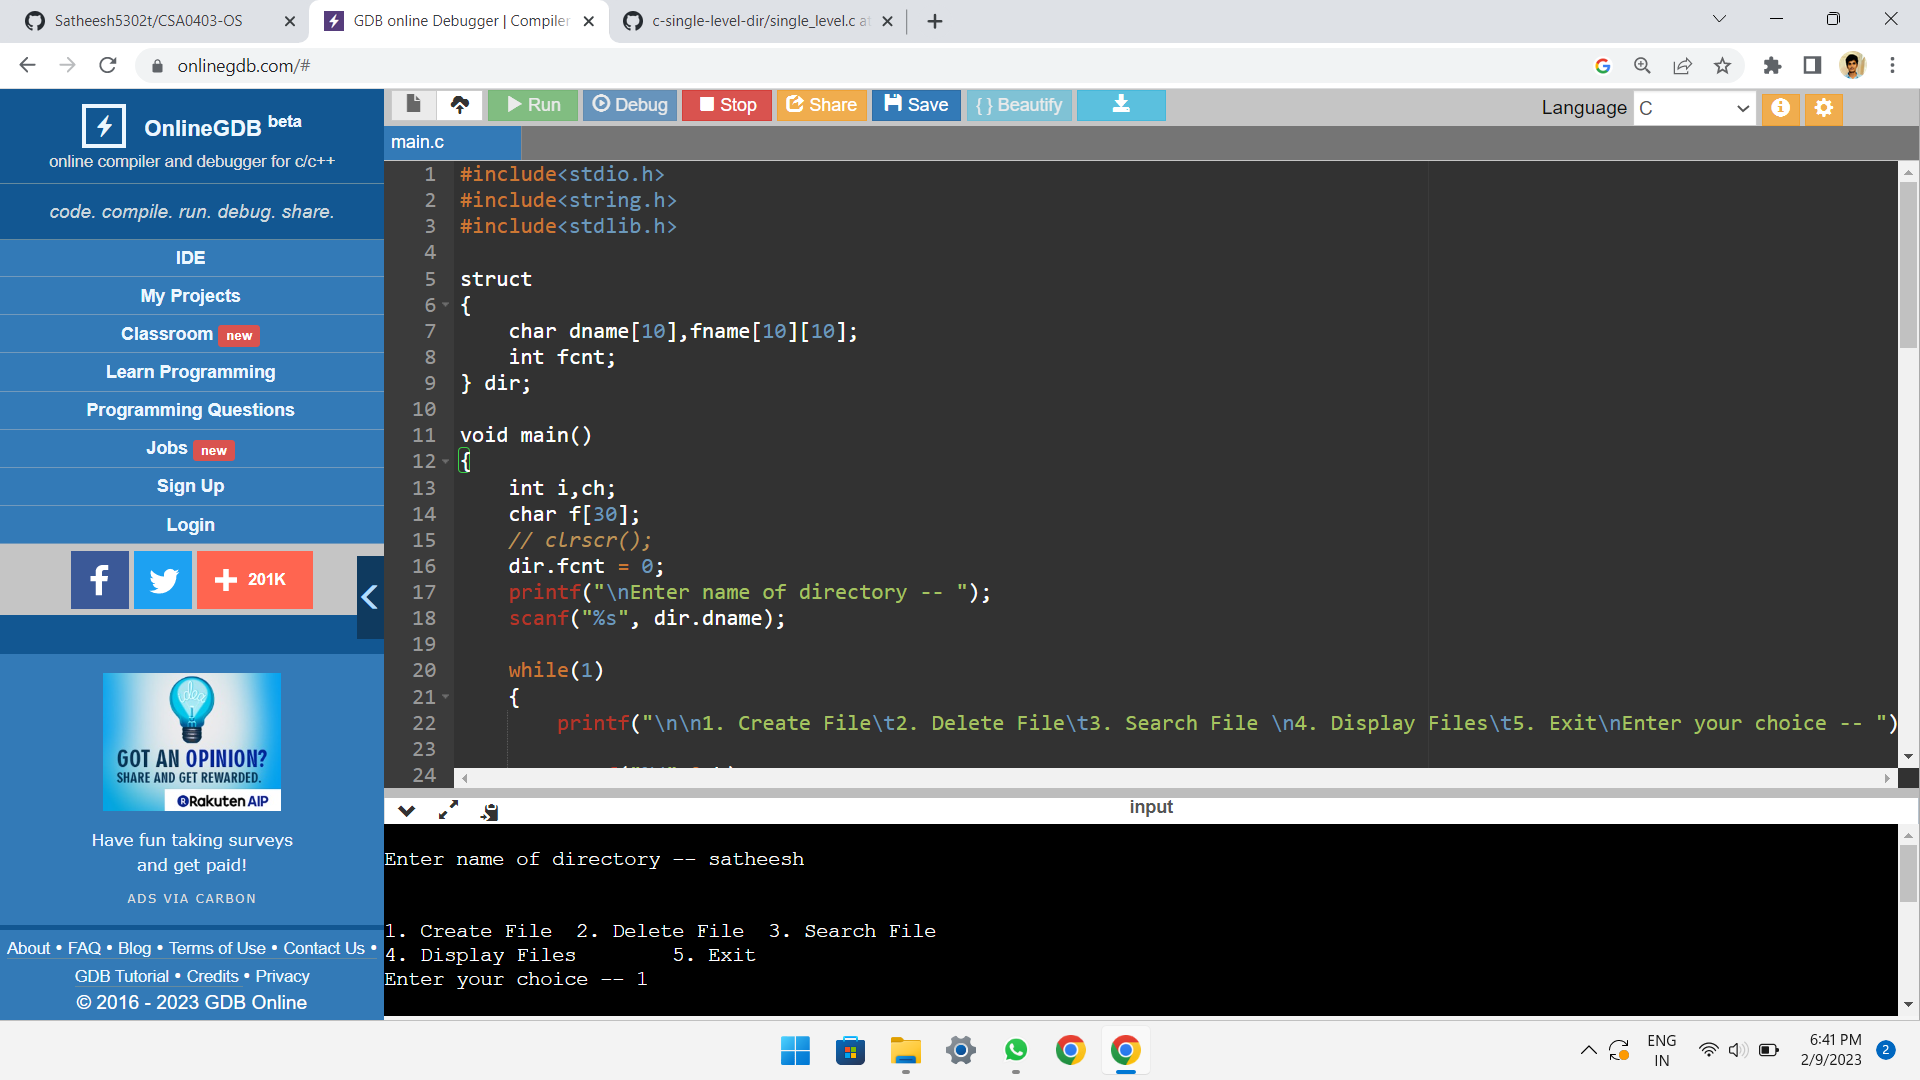 Satheesh5302t/CSA0403-OS
GDB online Debugger | Compiler
c-single-level-dir/single_level.c at
onlinegdb.com/#
OnlineGDB beta
online compiler and debugger for c/c++
code. compile. run. debug. share.
IDE
My Projects
Classroom new
Learn Programming
Programming Questions
Jobs new
Sign Up
Login
201K
idea
GOT AN OPINION?
SHARE AND GET REWARDED.
Rakuten AIP
Have fun taking surveys
and get paid!
ADS VIA CARBON
About • FAQ • Blog • Terms of Use • Contact Us •
GDB Tutorial • Credits • Privacy
© 2016 - 2023 GDB Online
Run Debug Stop Share Save {} Beautify
Language C
main.c
1 #include<stdio.h>
2 #include<string.h>
3 #include<stdlib.h>
4
5 struct
6 {
7 char dname[10],fname[10][10];
8 int fcnt;
9 } dir;
10
11 void main()
12 {
13 int i,ch;
14 char f[30];
15 // clrscr();
16 dir.fcnt = 0;
17 printf("\nEnter name of directory -- ");
18 scanf("%s", dir.dname);
19
20 while(1)
21 {
22 printf("\n\n1. Create File\t2. Delete File\t3. Search File \n4. Display Files\t5. Exit\nEnter your choice -- ")
23
24
input
Enter name of directory -- satheesh
1. Create File 2. Delete File 3. Search File
4. Display Files 5. Exit
Enter your choice -- 1
ENG
IN
6:41 PM
2/9/2023
2